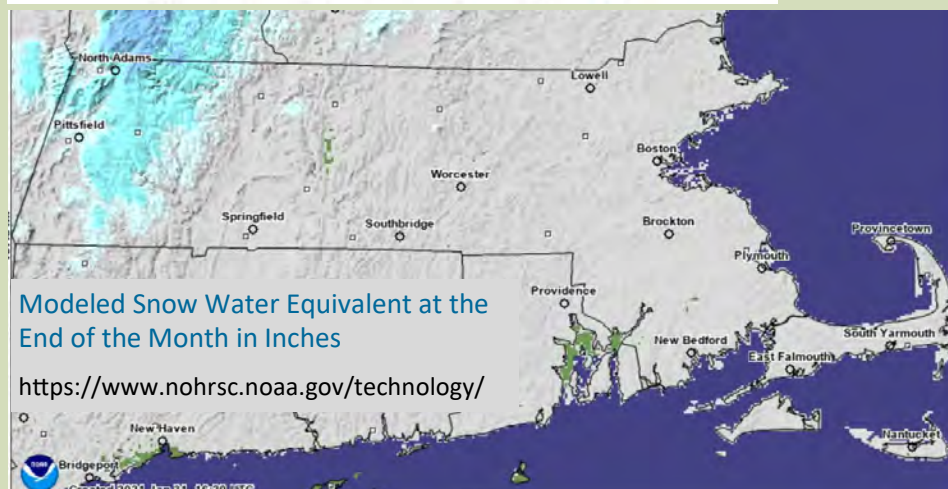 North Adams
Lowell
Pittsfield
Boston
Worcester
Springfield
Southbridge
Brockton
Provincetown
Plymouth
Modeled Snow Water Equivalent at the
End of the Month in Inches
https://www.nohrsc.noaa.gov/technology/
Providence
New Bedford
South Yarmouth
East Falmouth
New Haven
Nantucket
Bridgeport
NOAA